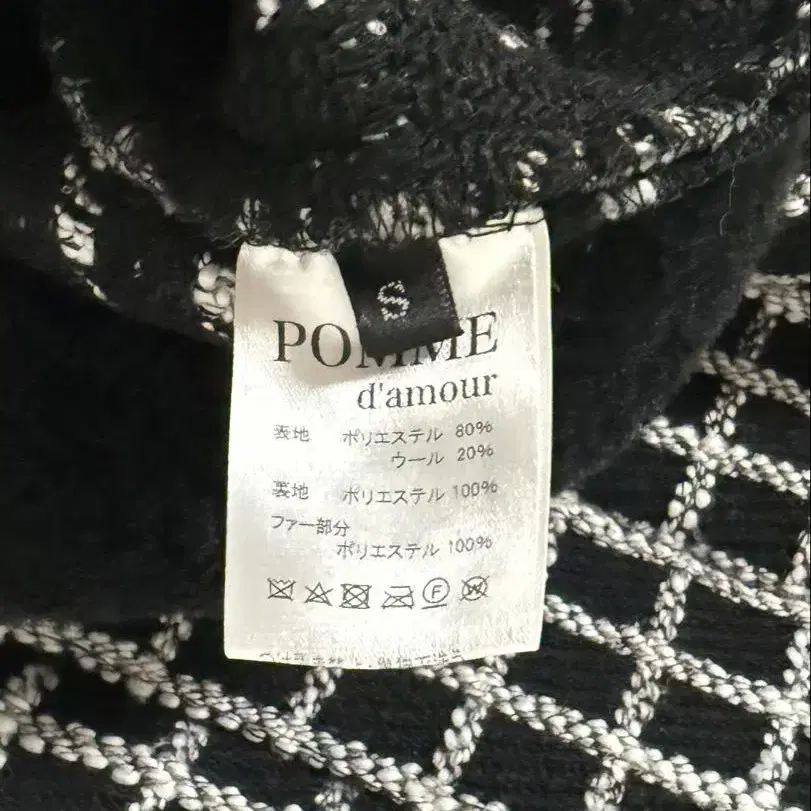 S
POMME
d'amour
表地 ポリエステル 80%
ウール 20%
裏地 ポリエステル 100%
ファー部分
ポリエステル 100%